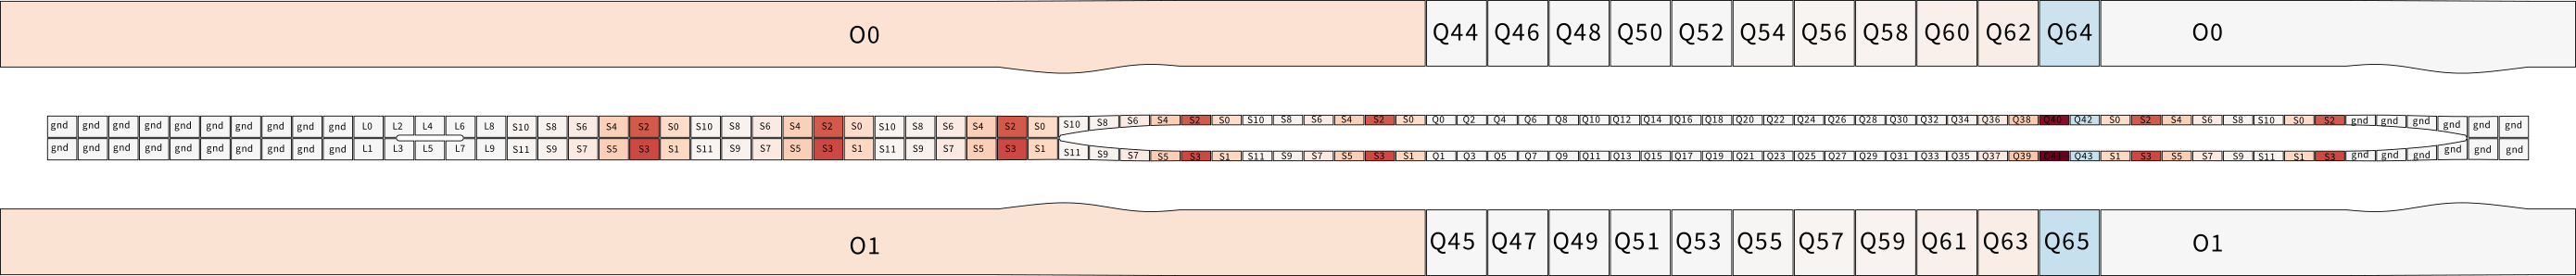 O0 Q44 Q46 Q48 Q50 Q52 Q54 Q56 Q58 Q60 Q62 Q64 O0
gnd gnd gnd gnd gnd gnd gnd gnd gnd gnd L0 L2 L4 L6 L8 S10 S8 S6 S4 S2 S0 S10 S8 S6 S4 S2 S0 S10 S8 S6 S4 S2 S0 S10 S8 S6 S4 S2 S0 S10 S8 S6 S4 S2 S0 Q0 Q2 Q4 Q6 Q8 Q10 Q12 Q14 Q16 Q18 Q20 Q22 Q24 Q26 Q28 Q30 Q32 Q34 Q36 Q38 Q40 Q42 S0 S2 S4 S6 S8 S10 S0 S2 gnd gnd gnd gnd gnd gnd
gnd gnd gnd gnd gnd gnd gnd gnd gnd gnd L1 L3 L5 L7 L9 S11 S9 S7 S5 S3 S1 S11 S9 S7 S5 S3 S1 S11 S9 S7 S5 S3 S1 S11 S9 S7 S5 S3 S1 S11 S9 S7 S5 S3 S1 Q1 Q3 Q5 Q7 Q9 Q11 Q13 Q15 Q17 Q19 Q21 Q23 Q25 Q27 Q29 Q31 Q33 Q35 Q37 Q39 Q41 Q43 S1 S3 S5 S7 S9 S11 S1 S3 gnd gnd gnd gnd gnd gnd
O1 Q45 Q47 Q49 Q51 Q53 Q55 Q57 Q59 Q61 Q63 Q65 O1